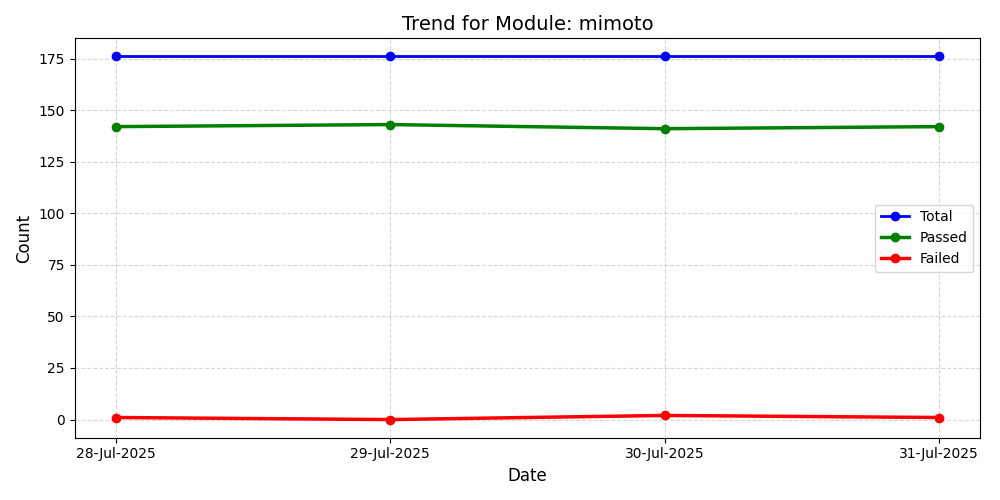 Trend for Module: mimoto
175
150
125
100
75
50
25
0
Count
Total
Passed
Failed
28-Jul-2025 29-Jul-2025 30-Jul-2025 31-Jul-2025
Date